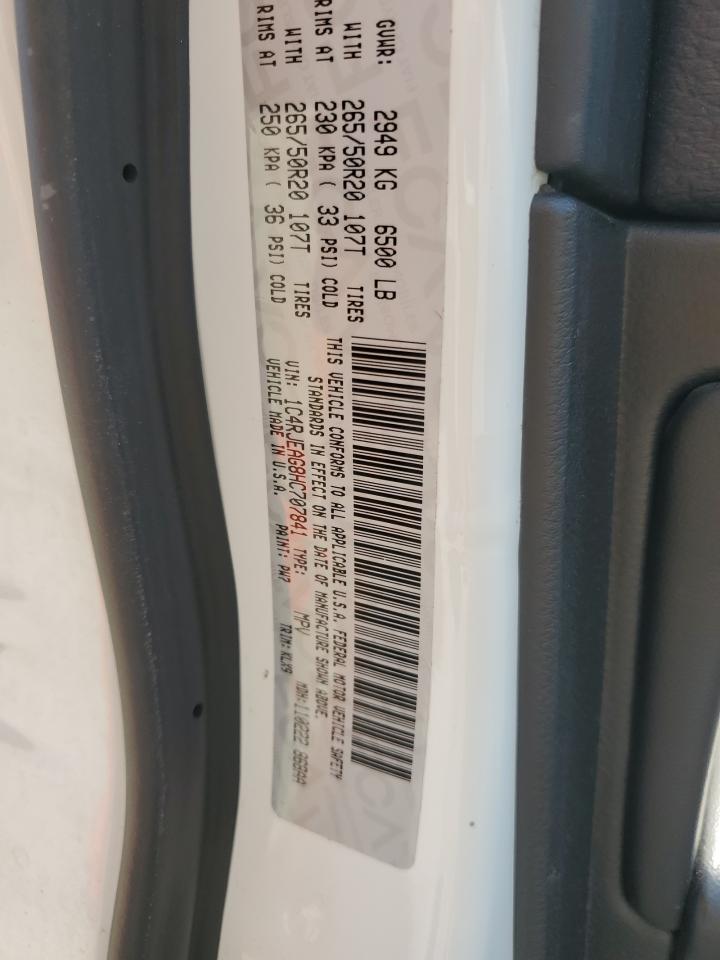 GVWR: 2949 KG 6500 LB
WITH 265/50R20 107T TIRES
RIMS AT 230 KPA ( 33 PSI) COLD
WITH 265/50R20 107T TIRES
RIMS AT 250 KPA ( 36 PSI) COLD
THIS VEHICLE CONFORMS TO ALL APPLICABLE U.S.A. FEDERAL MOTOR VEHICLE SAFETY
STANDARDS IN EFFECT ON THE DATE OF MANUFACTURE SHOWN ABOVE.
VIN: 1C4RJEAG8HC707841 TYPE: MPV
VEHICLE MADE IN U.S.A. PAINT: PW7 TRIM: KLX9